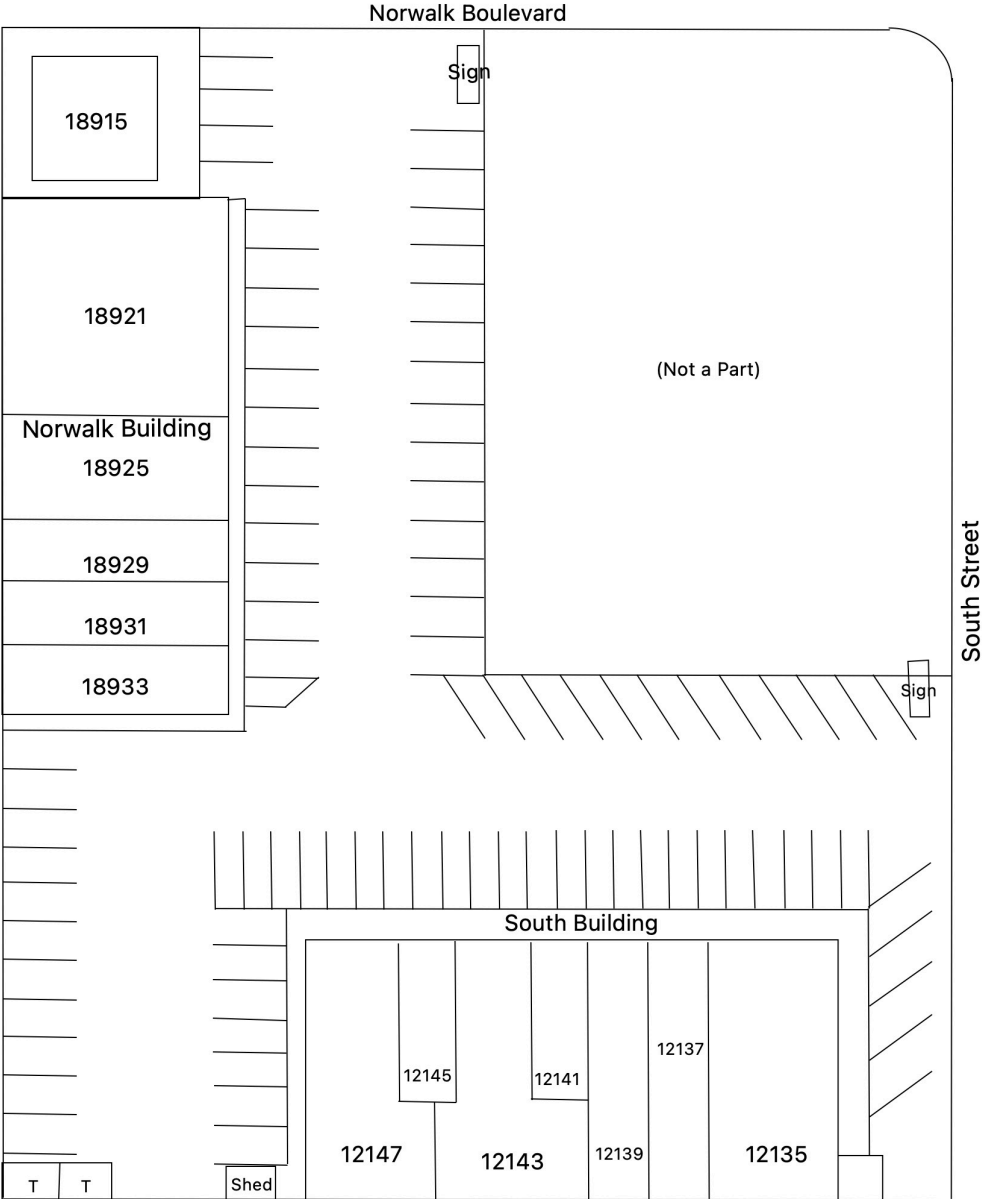 Norwalk Boulevard
Sign
18915
18921
(Not a Part)
Norwalk Building
18925
South Street
18929
18931
18933
Sign
South Building
12137
12145
12141
12147
12143
12139
12135
T
T
Shed